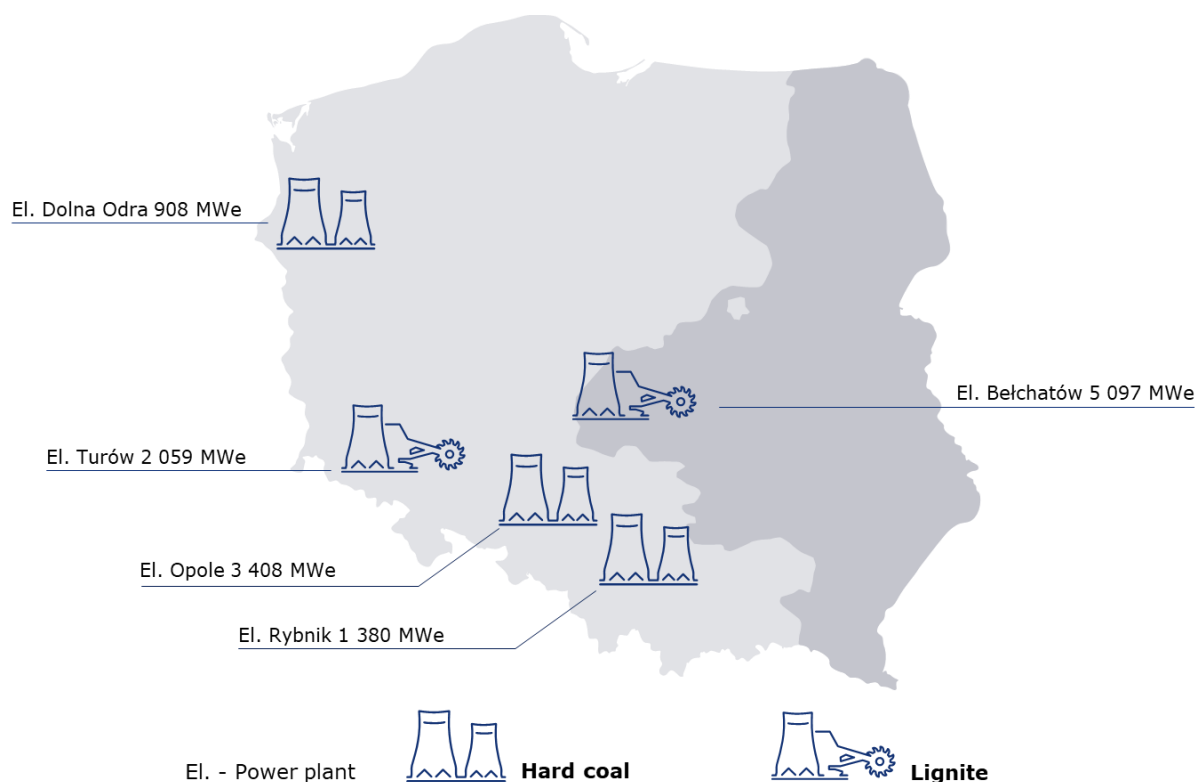 El. Dolna Odra 908 MWe
El. Bełchatów 5 097 MWe
El. Turów 2 059 MWe
El. Opole 3 408 MWe
El. Rybnik 1 380 MWe
El. - Power plant
Hard coal
Lignite